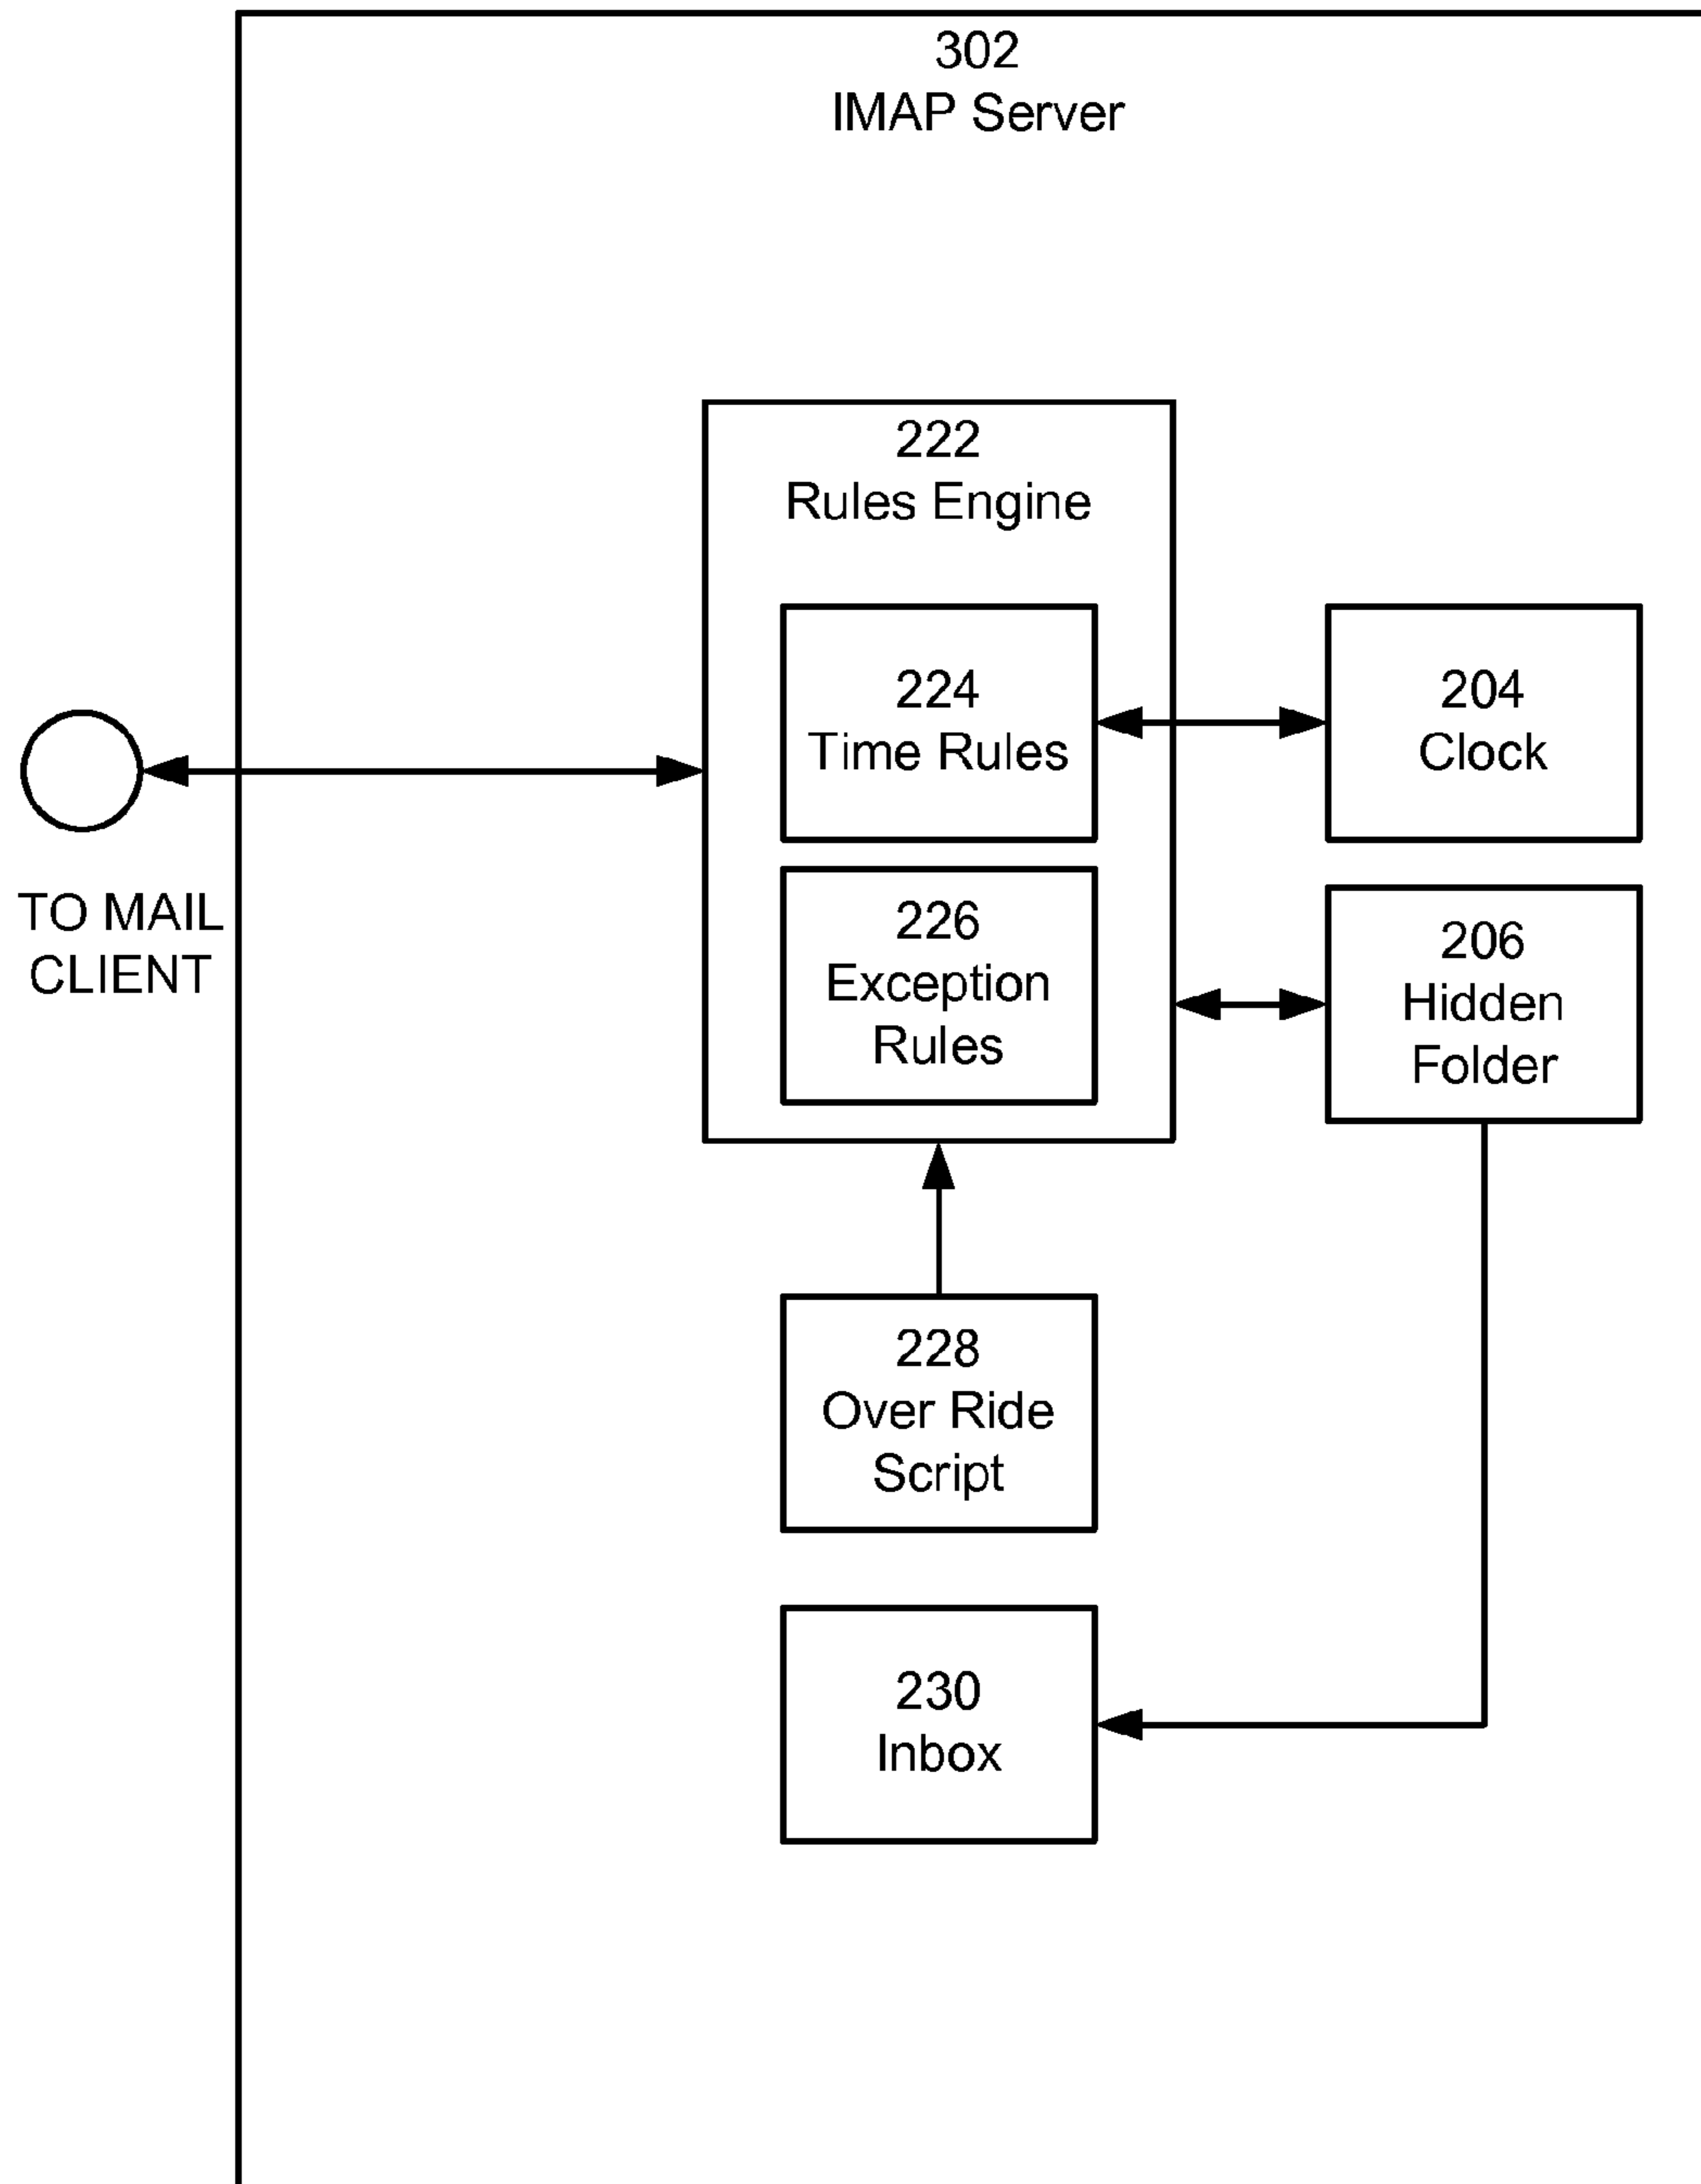 302
IMAP Server
222
Rules Engine
224
Time Rules
204
Clock
TO MAIL
CLIENT
226
Exception
Rules
206
Hidden
Folder
228
Over Ride
Script
230
Inbox